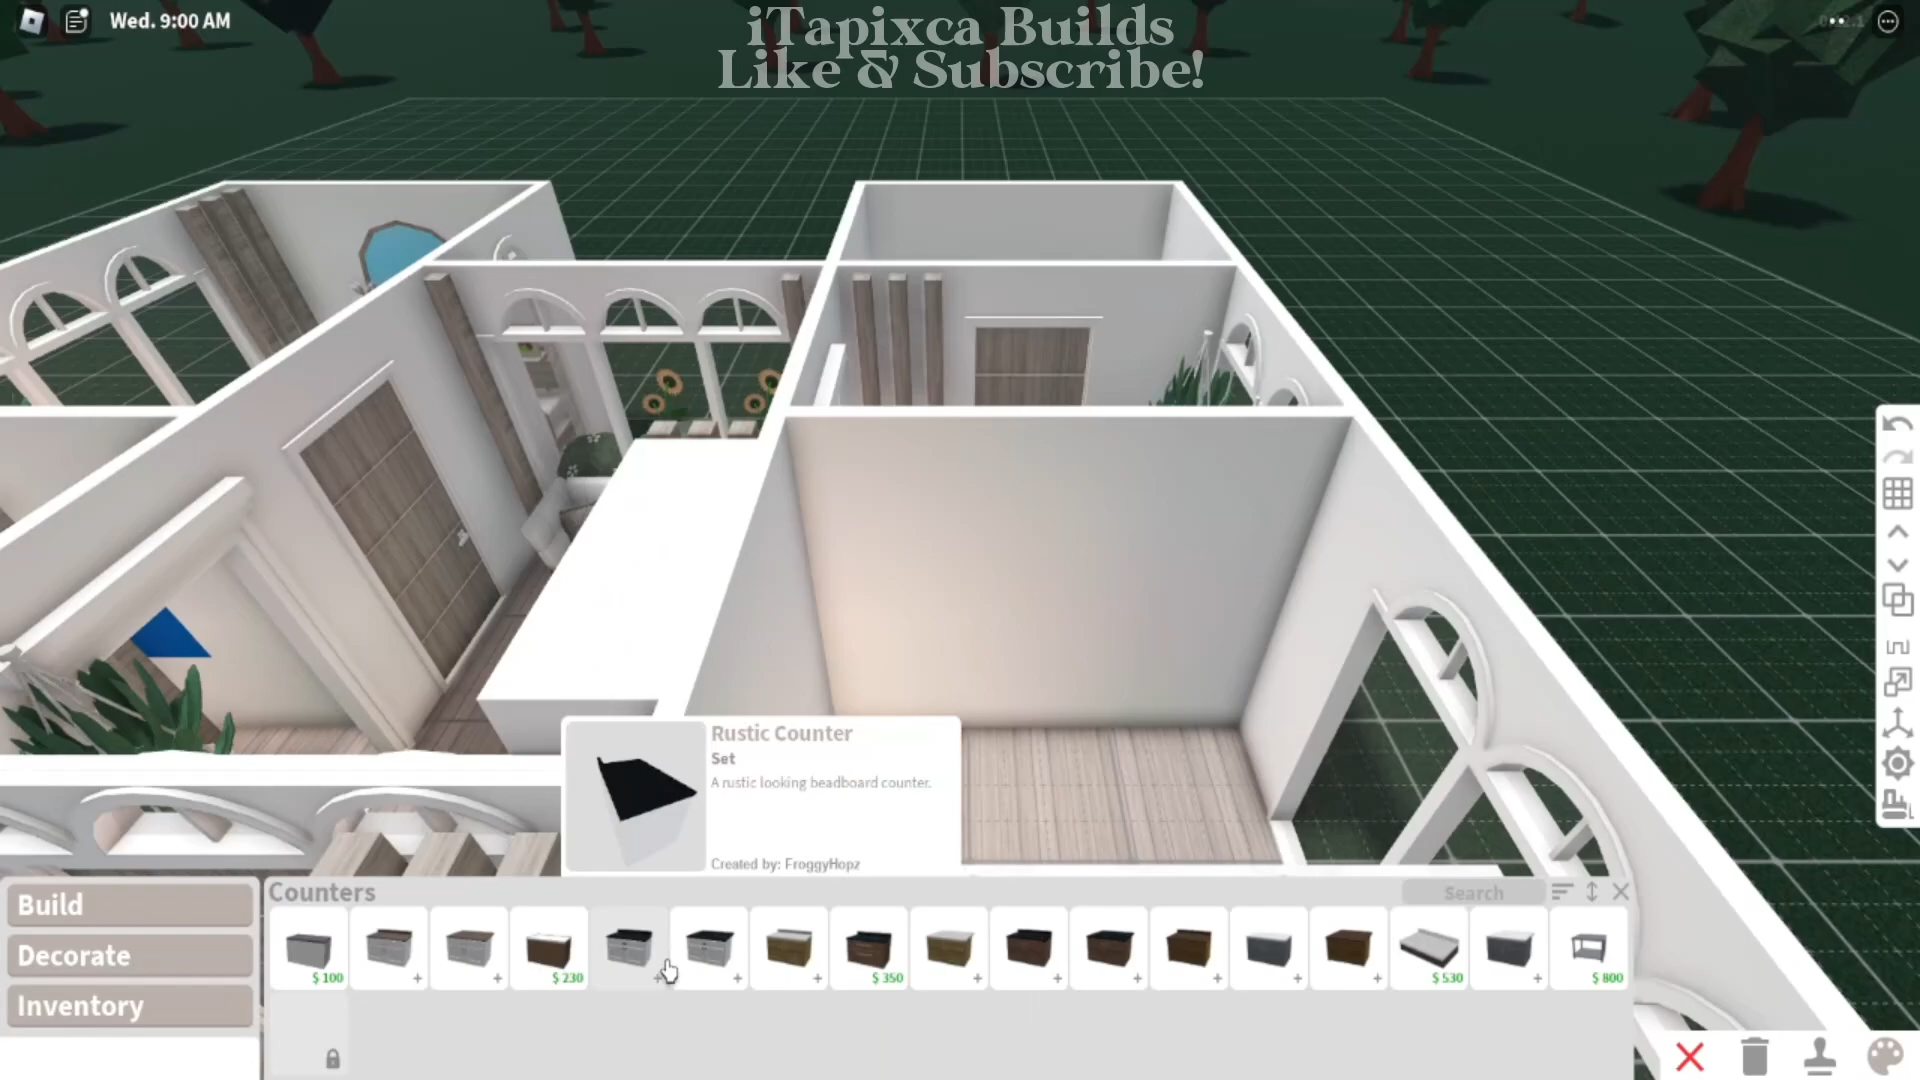 Wed. 9:00 AM
iTapixca Builds
Like & Subscribe!
Rustic Counter
Set
A rustic looking beadboard counter.
Created by: FroggyHopz
Build
Decorate
Inventory
Counters
Search
$ 100
+
+
$ 230
+
+
+
$ 350
+
+
+
+
+
+
$ 530
+
$ 800